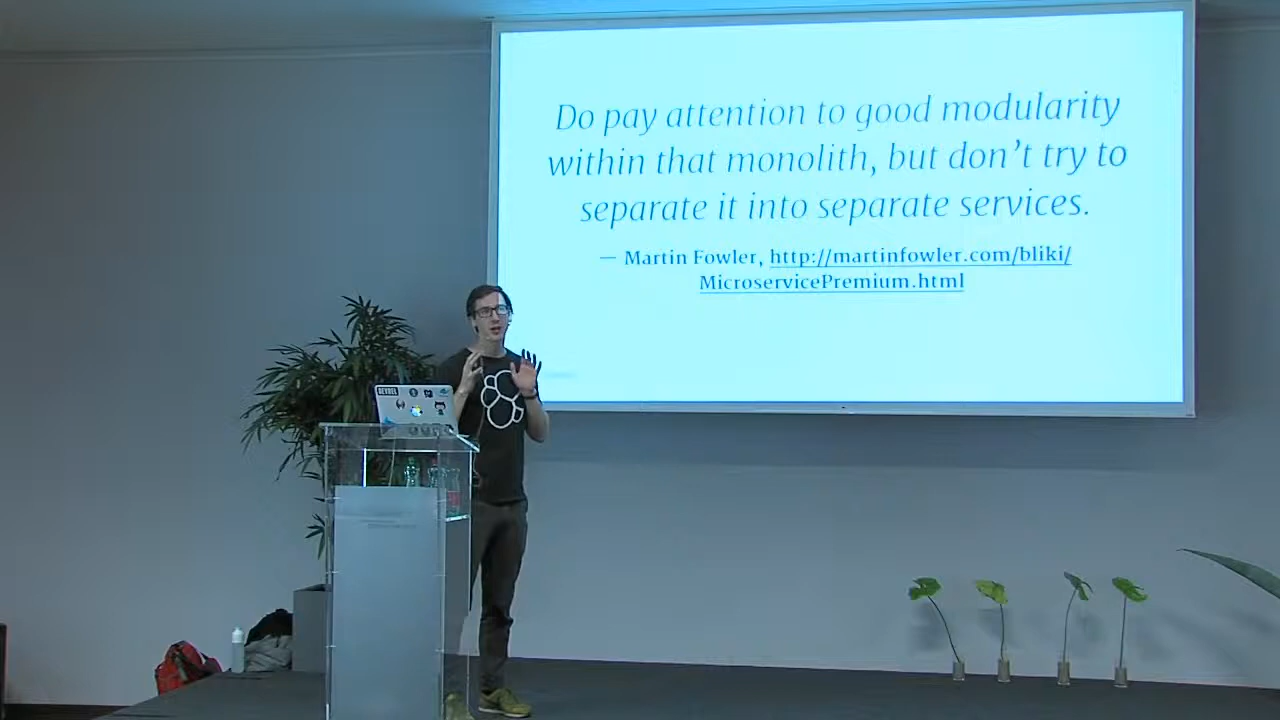 Do pay attention to good modularity
within that monolith, but don’t try to
separate it into separate services.
— Martin Fowler, http://martinfowler.com/bliki/
MicroservicePremium.html